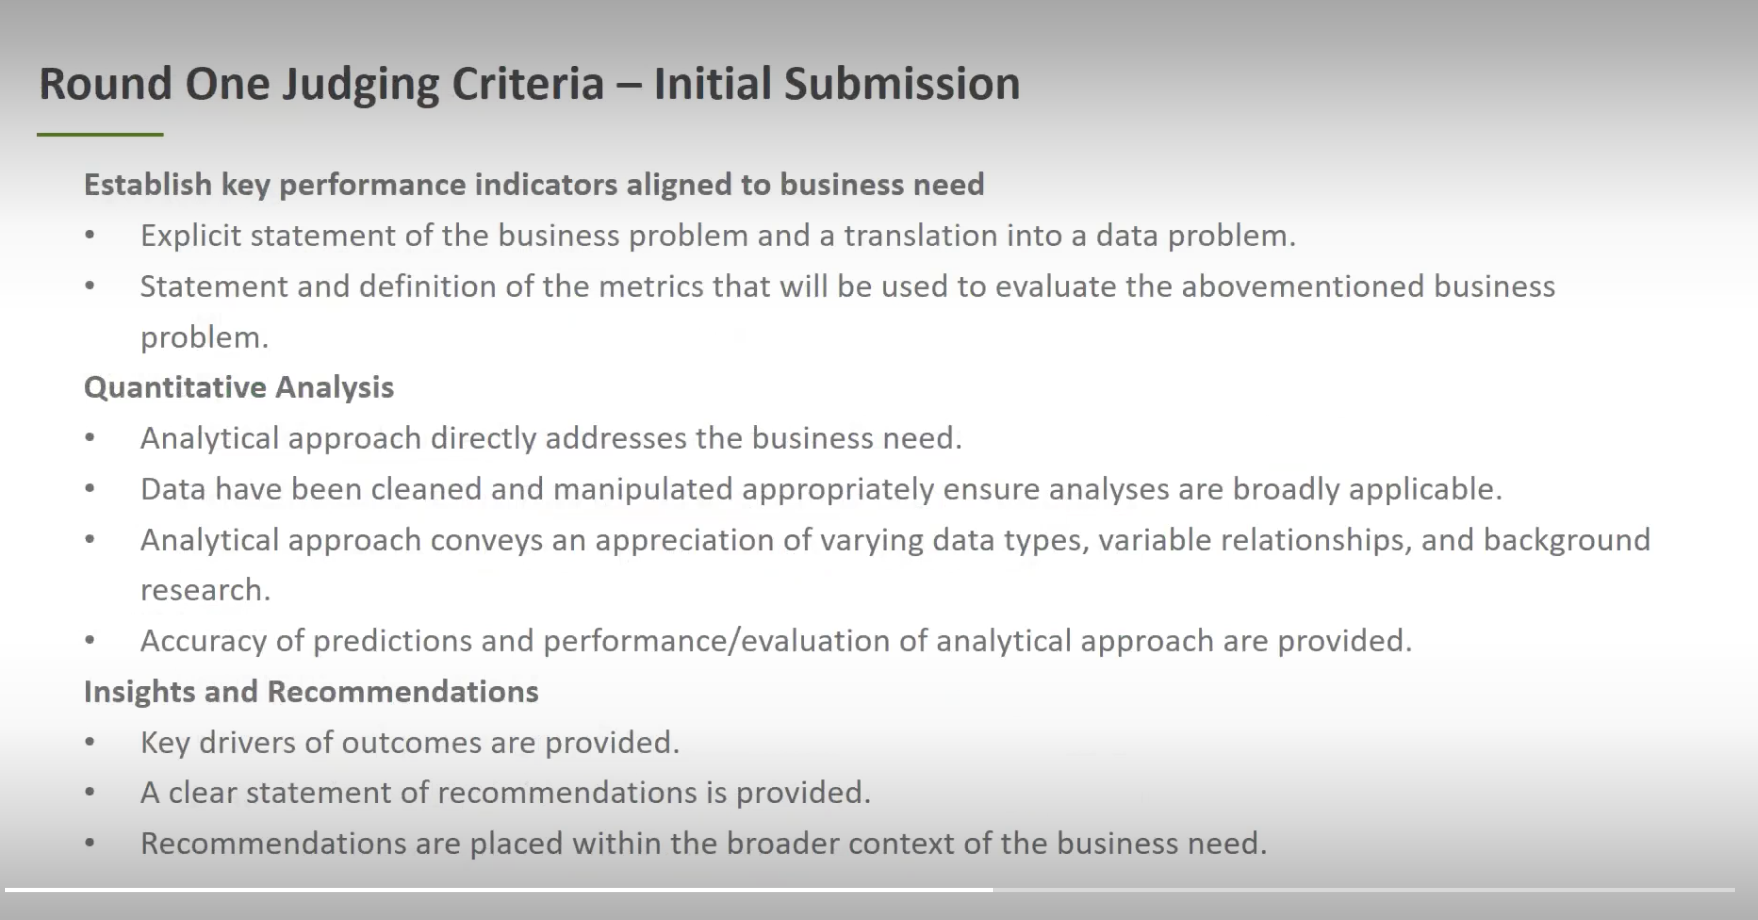 Round One Judging Criteria – Initial Submission
Establish key performance indicators aligned to business need
• Explicit statement of the business problem and a translation into a data problem.
• Statement and definition of the metrics that will be used to evaluate the abovementioned business
problem.
Quantitative Analysis
• Analytical approach directly addresses the business need.
• Data have been cleaned and manipulated appropriately ensure analyses are broadly applicable.
• Analytical approach conveys an appreciation of varying data types, variable relationships, and background
research.
• Accuracy of predictions and performance/evaluation of analytical approach are provided.
Insights and Recommendations
• Key drivers of outcomes are provided.
• A clear statement of recommendations is provided.
• Recommendations are placed within the broader context of the business need.